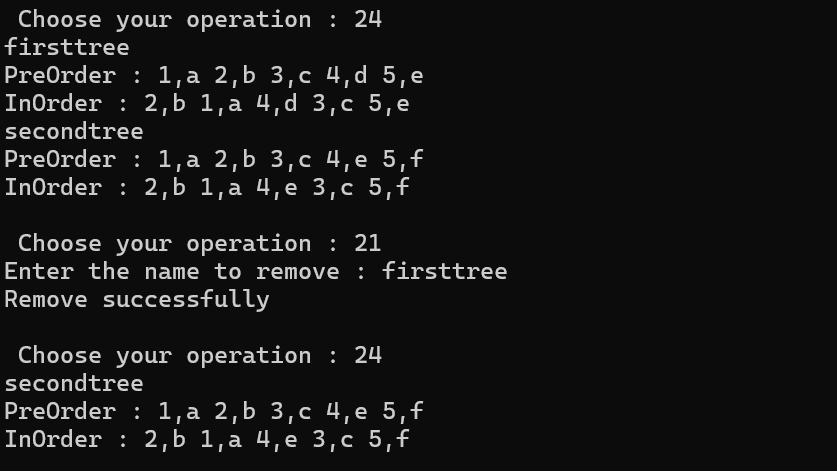 Choose your operation : 24
firsttree
PreOrder : 1,a 2,b 3,c 4,d 5,e
InOrder : 2,b 1,a 4,d 3,c 5,e
secondtree
PreOrder : 1,a 2,b 3,c 4,e 5,f
InOrder : 2,b 1,a 4,e 3,c 5,f
Choose your operation : 21
Enter the name to remove : firsttree
Remove successfully
Choose your operation : 24
secondtree
PreOrder : 1,a 2,b 3,c 4,e 5,f
InOrder : 2,b 1,a 4,e 3,c 5,f